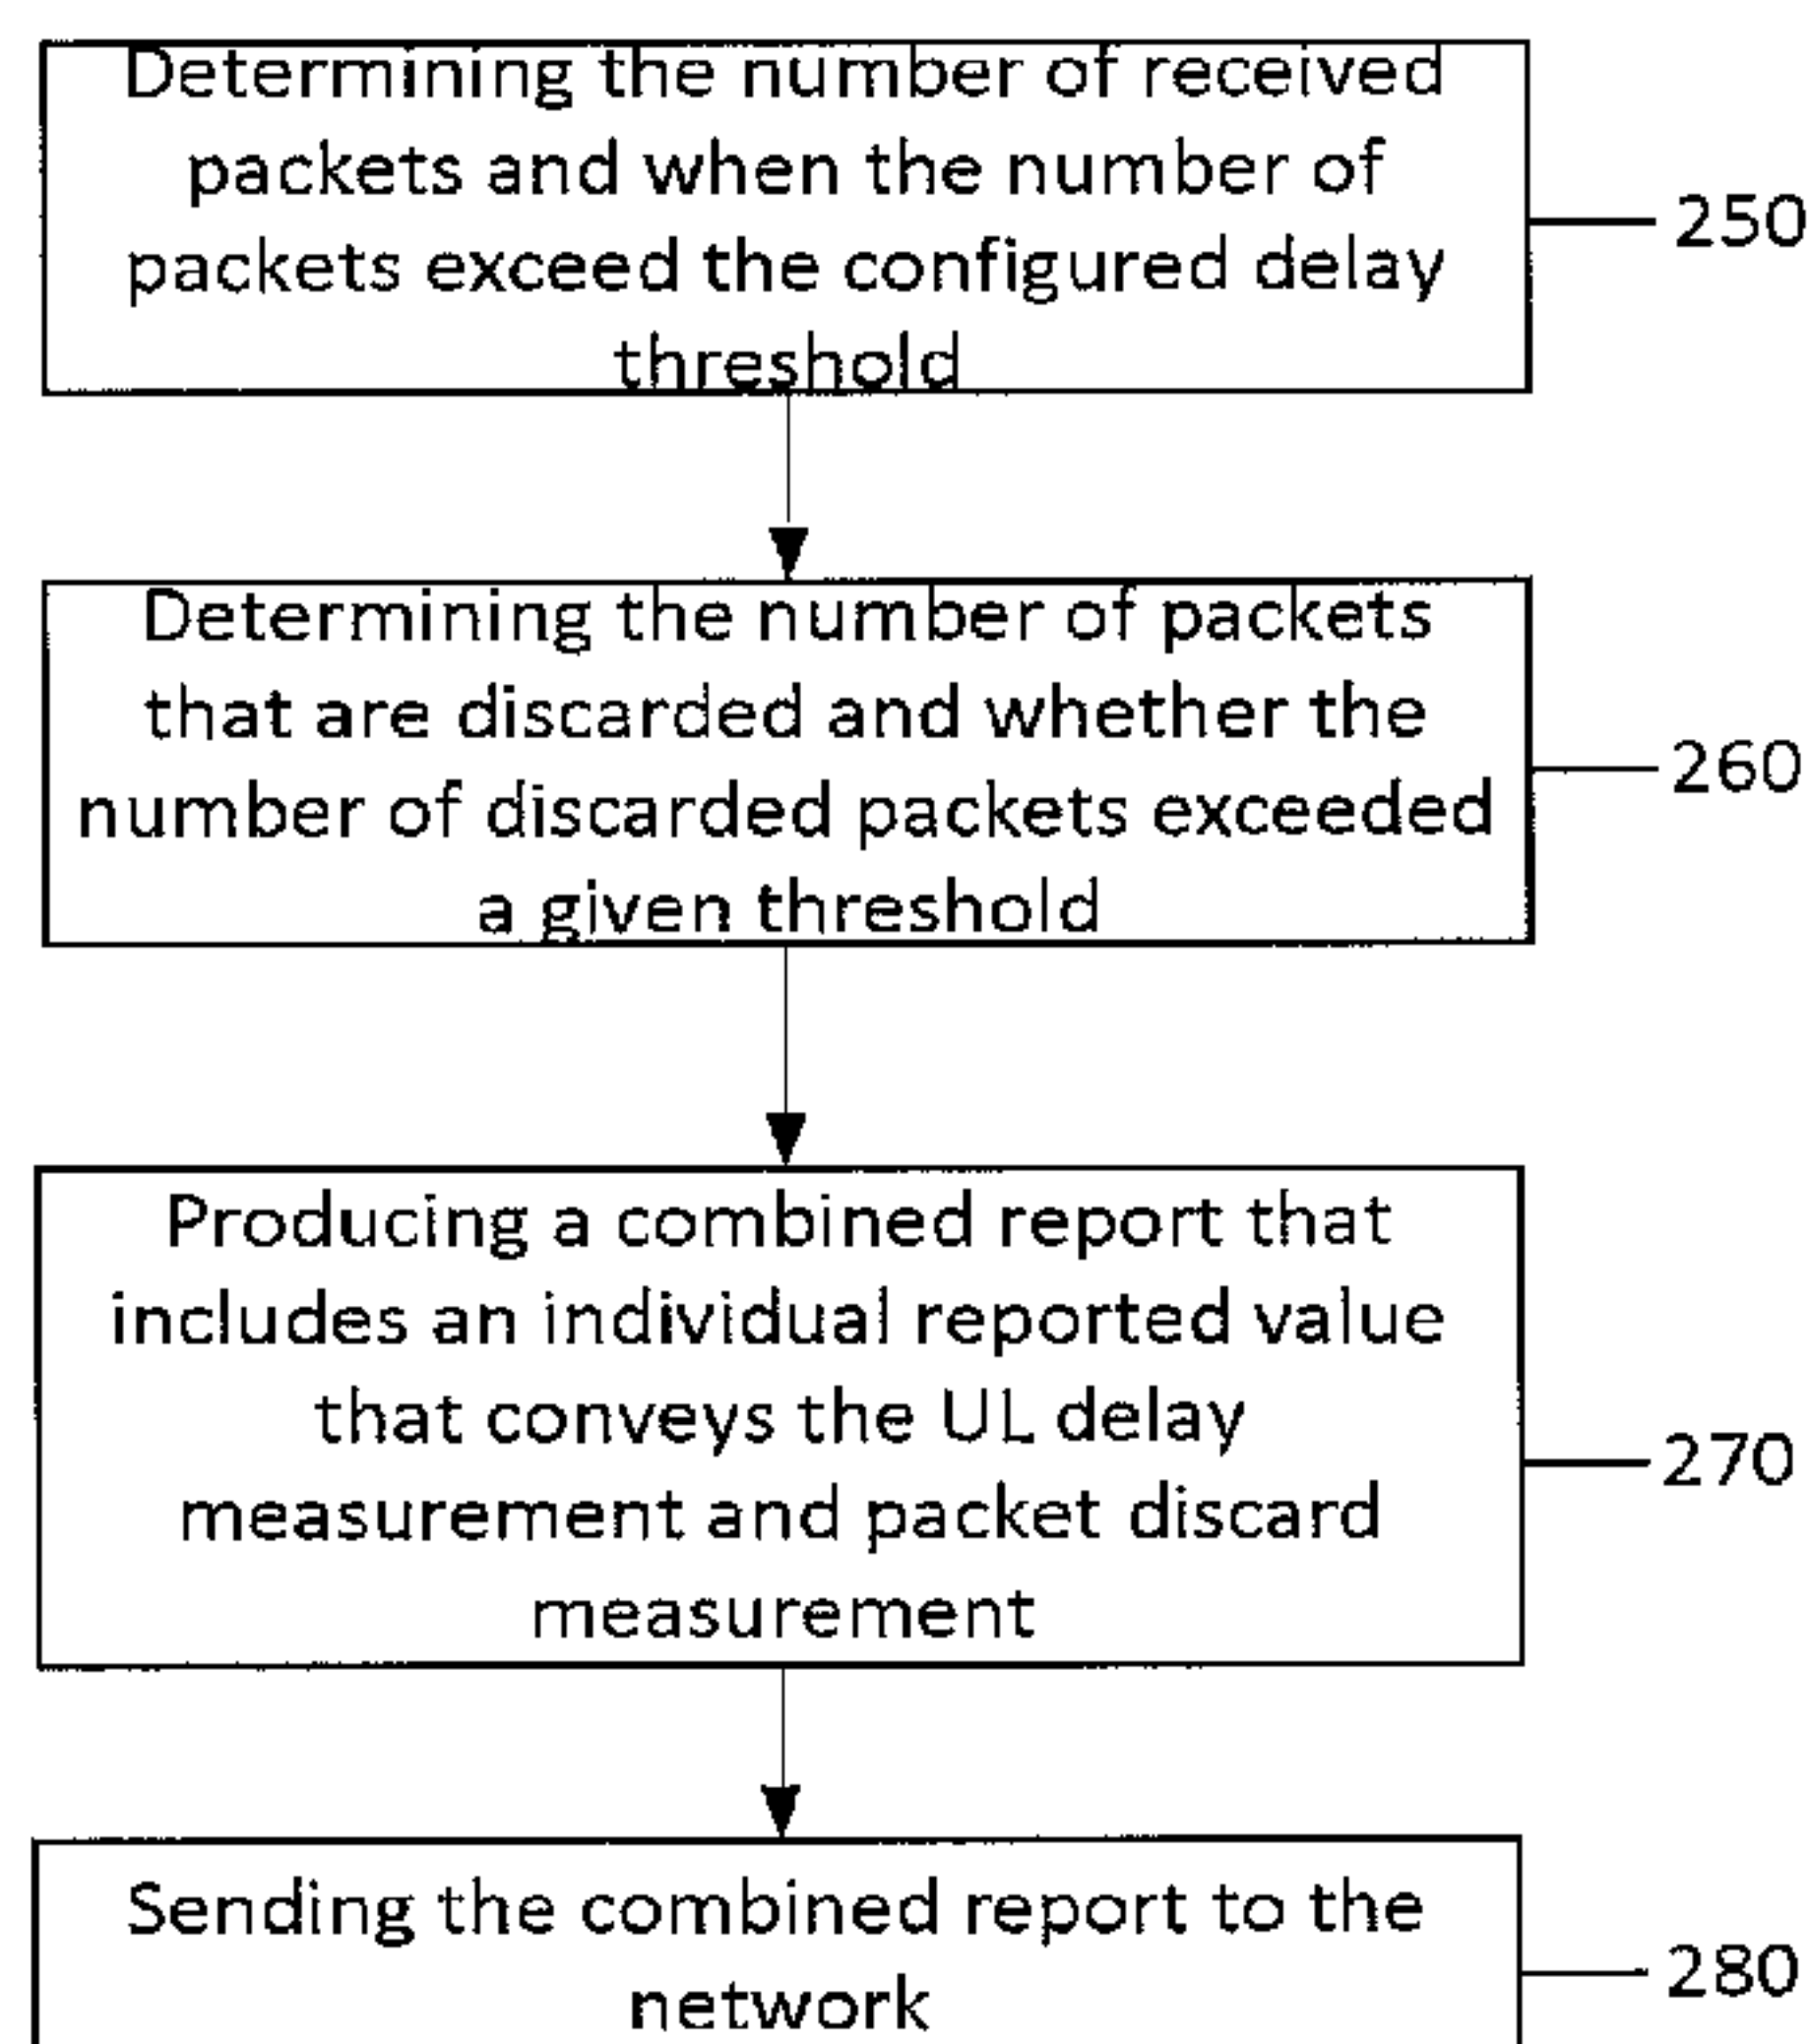 Determining the number of received
packets and when the number of
packets exceed the configured delay
threshold
250
Determining the number of packets
that are discarded and whether the
number of discarded packets exceeded
a given threshold
260
Producing a combined report that
includes an individual reported value
that conveys the UL delay
measurement and packet discard
measurement
270
Sending the combined report to the
network
280